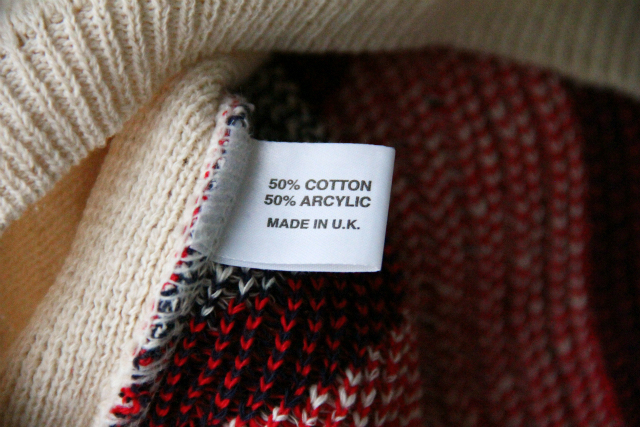 50% COTTON
50% ARCYLIC
MADE IN U.K.